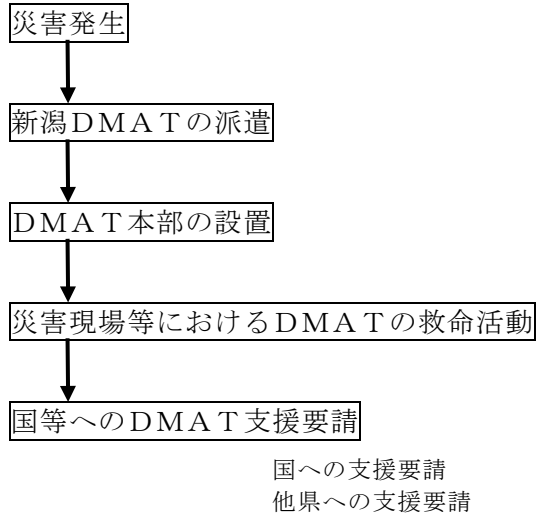 災害発生
新潟DMATの派遣
DMAT本部の設置
災害現場等におけるDMATの救命活動
国等へのDMAT支援要請
国への支援要請
他県への支援要請